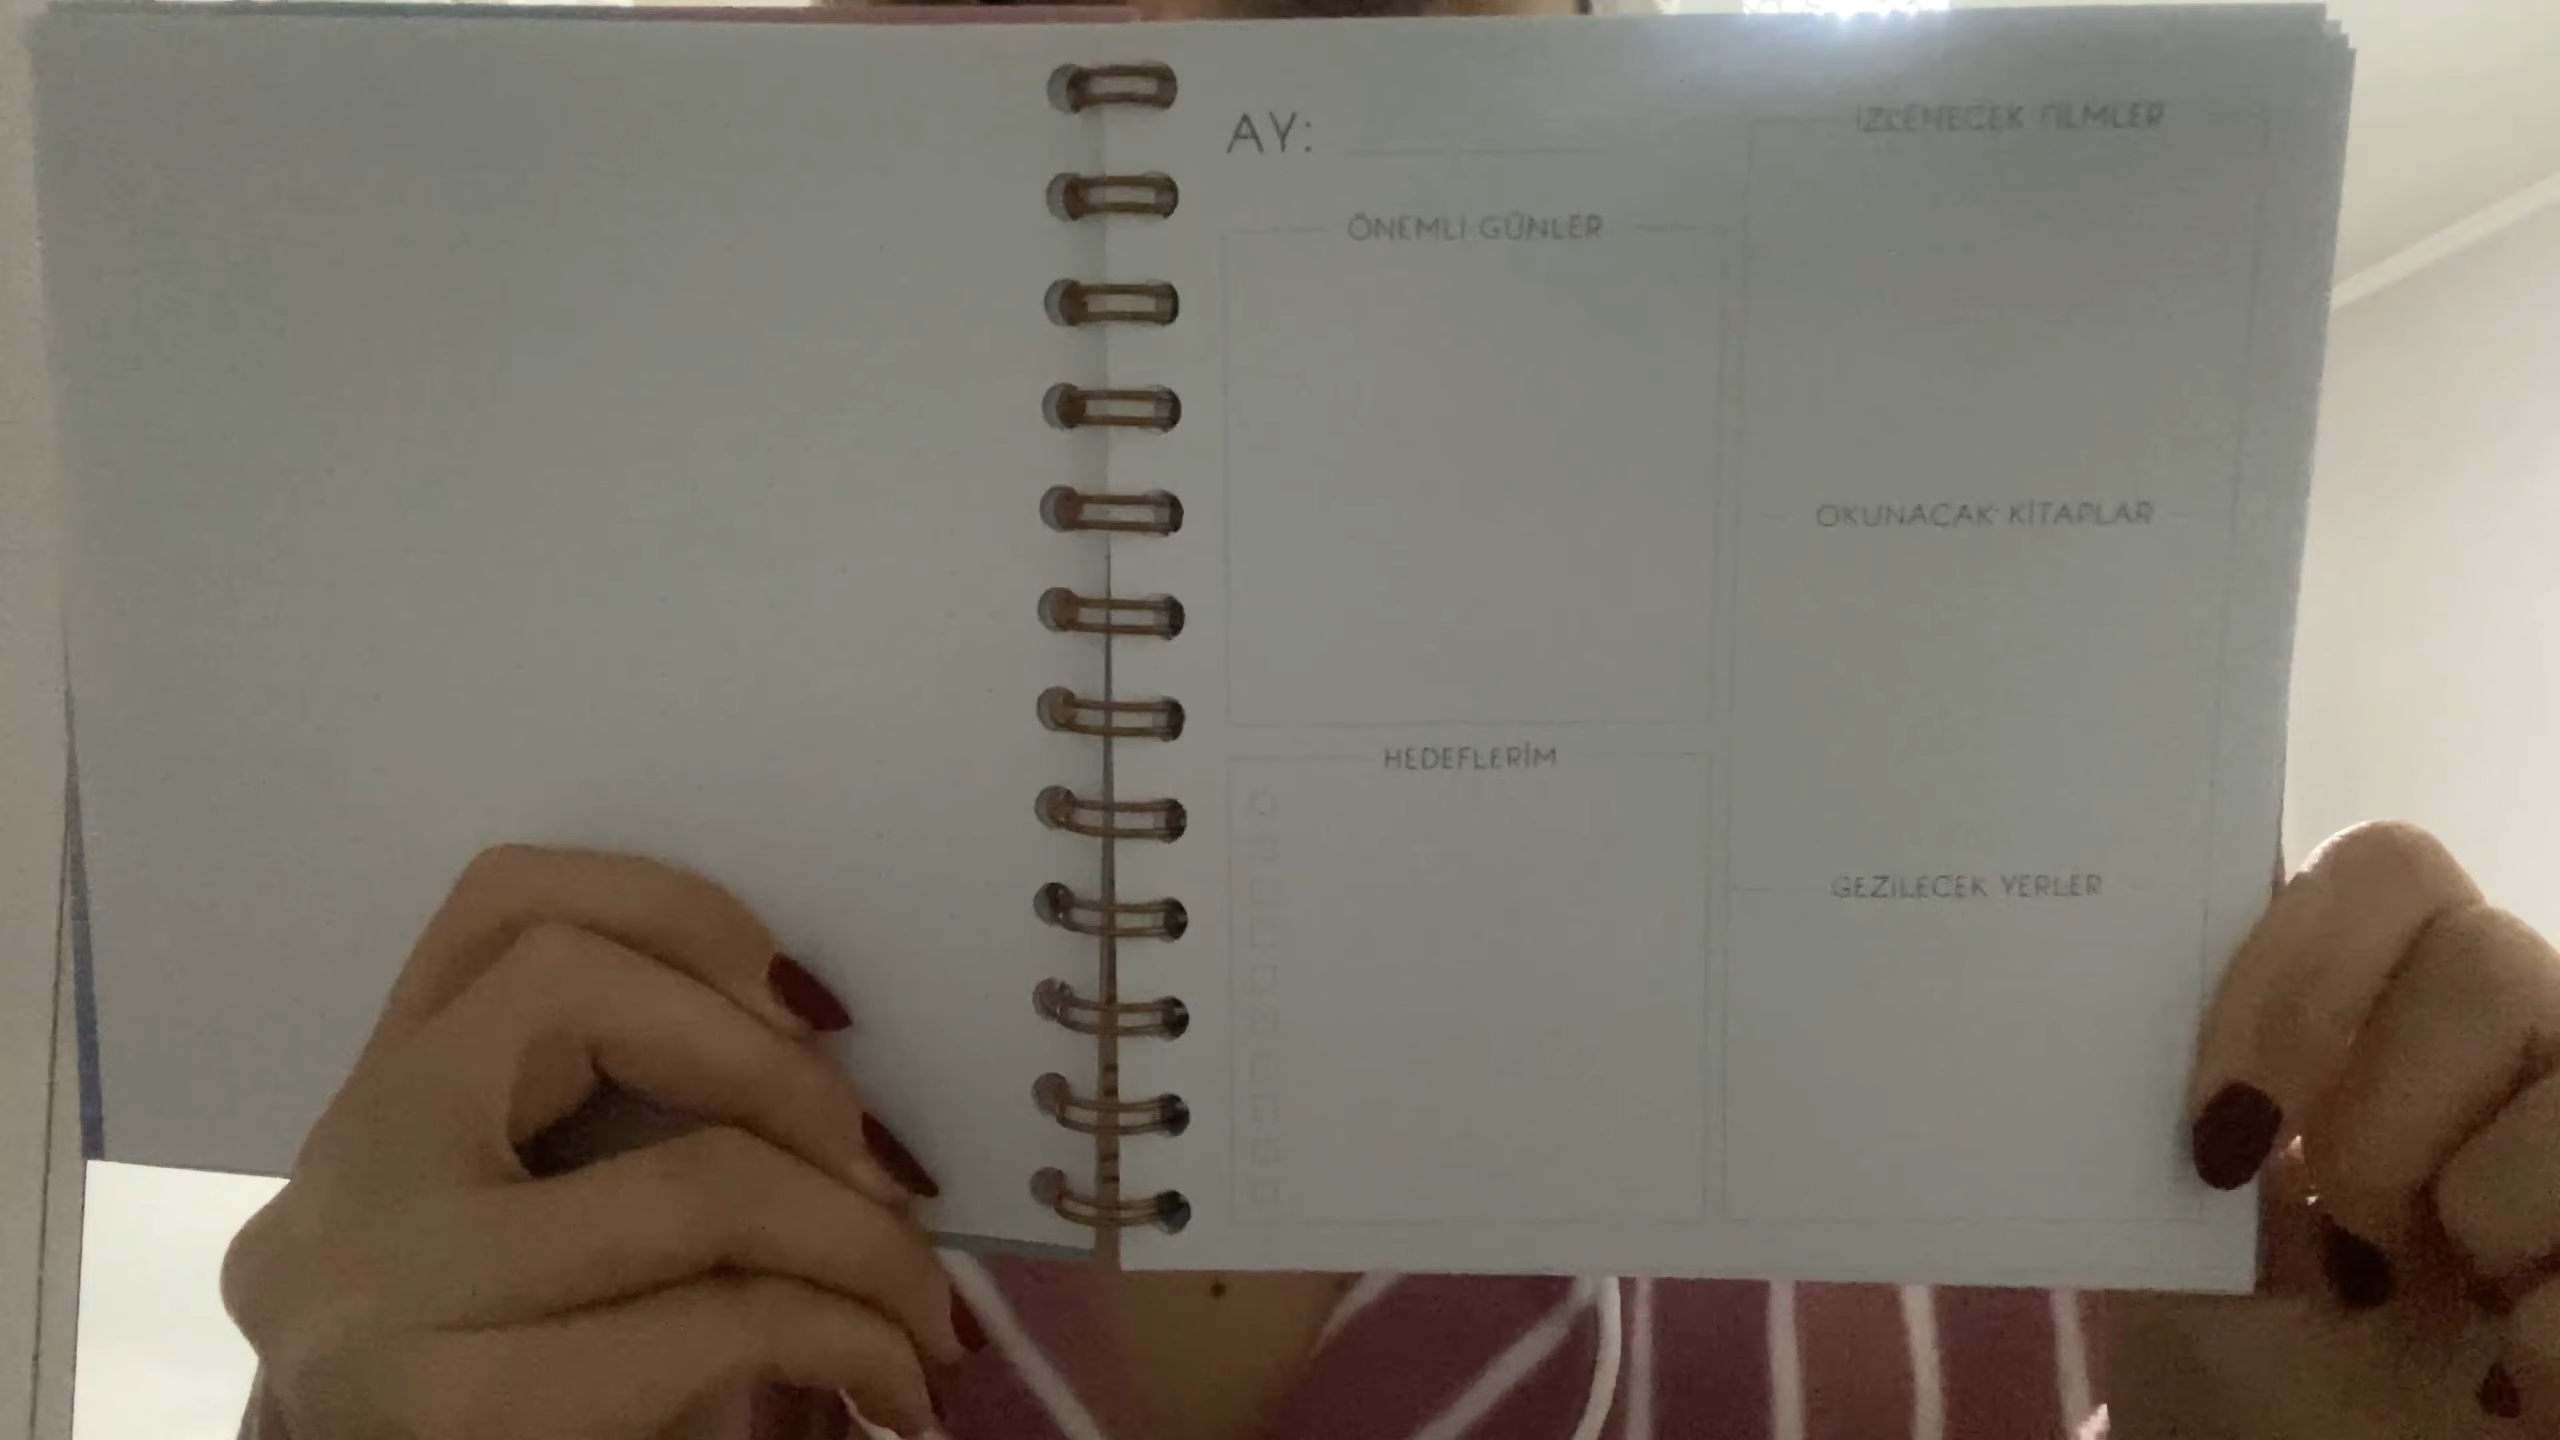 AY:
ÖNEMLİ GÜNLER
HEDEFLERİM
İZLENECEK FİLMLER
OKUNACAK KİTAPLAR
GEZİLECEK YERLER